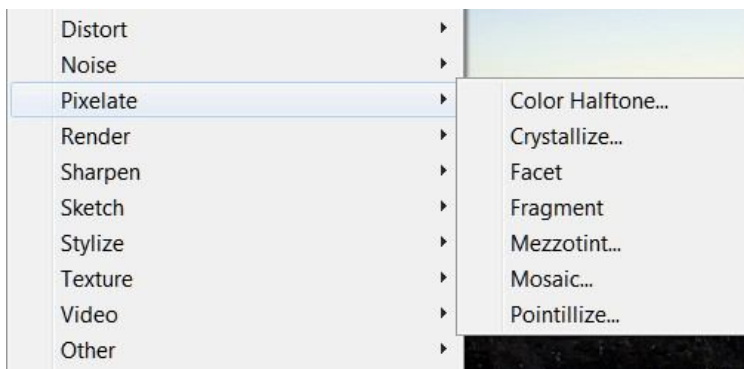 Distort
Noise
Pixelate
Render
Sharpen
Sketch
Stylize
Texture
Video
Other
Color Halftone...
Crystallize...
Facet
Fragment
Mezzotint...
Mosaic...
Pointillize...